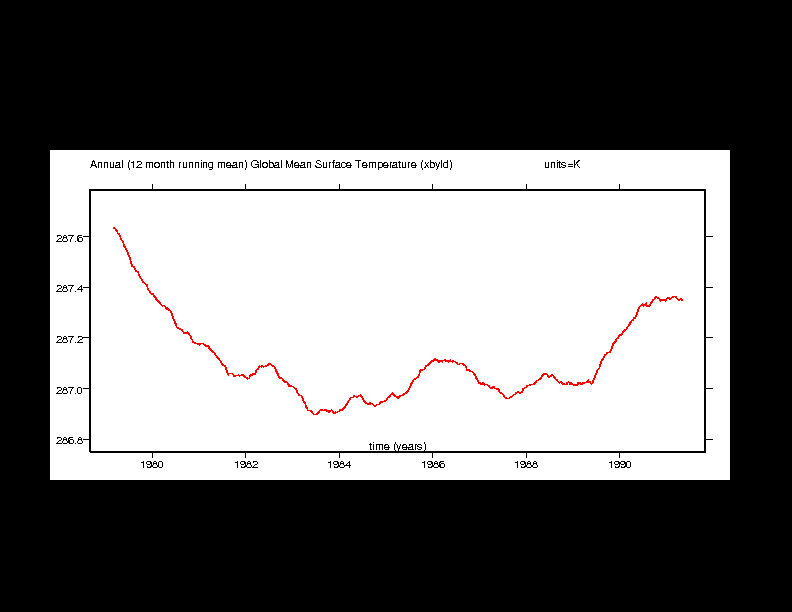 Annual (12 month running mean) Global Mean Surface Temperature (xbyld) units=K
287.6
287.4
287.2
287.0
286.8
time (years)
1980 1982 1984 1986 1988 1990